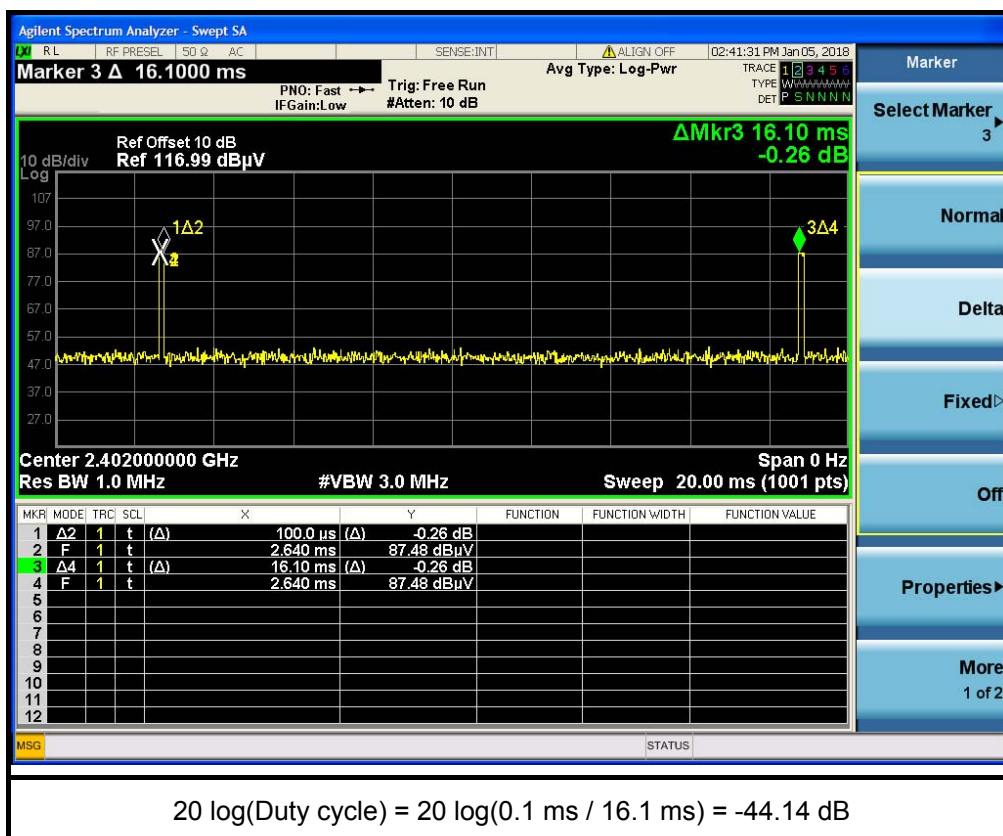 Agilent Spectrum Analyzer - Swept SA
LXI RL RF PRESEL 50 Ω AC SENSE:INT ALIGN OFF 02:41:31 PM Jan 05, 2018
Marker 3 Δ 16.1000 ms
PNO: Fast
IFGain:Low
Trig: Free Run
#Atten: 10 dB
Avg Type: Log-Pwr
TRACE 1 2 3 4 5 6
TYPE W
DET P S N N N N
ΔMkr3 16.10 ms
-0.26 dB
Ref Offset 10 dB
10 dB/div Ref 116.99 dBµV
Log
107
97.0
87.0
77.0
67.0
57.0
47.0
37.0
27.0
1Δ2
3Δ4
Center 2.402000000 GHz Span 0 Hz
Res BW 1.0 MHz #VBW 3.0 MHz Sweep 20.00 ms (1001 pts)
MKR MODE TRC SCL X Y FUNCTION FUNCTION WIDTH FUNCTION VALUE
1 Δ2 1 t (Δ) 100.0 µs (Δ) -0.26 dB
2 F 1 t 2.640 ms 87.48 dBµV
3 Δ4 1 t (Δ) 16.10 ms (Δ) -0.26 dB
4 F 1 t 2.640 ms 87.48 dBµV
5
6
7
8
9
10
11
12
MSG STATUS
Marker
Select Marker
3
Normal
Delta
Fixed
Off
Properties
More
1 of 2
20 log(Duty cycle) = 20 log(0.1 ms / 16.1 ms) = -44.14 dB